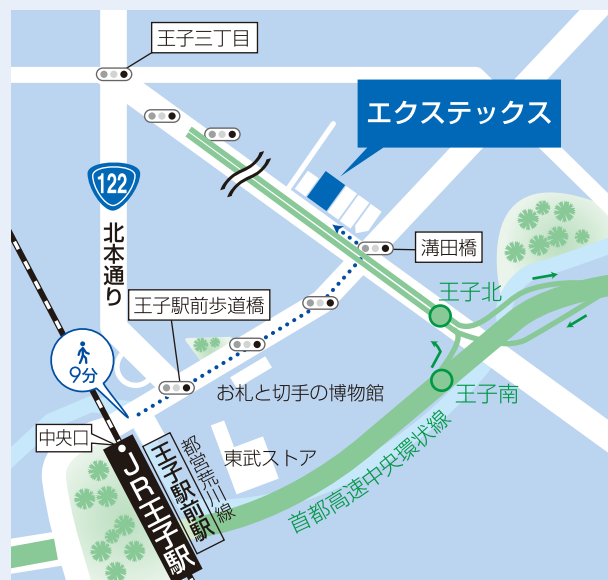 王子三丁目
エクステックス
122
北本通り
溝田橋
王子北
王子駅前歩道橋
9分
お札と切手の博物館
王子南
中央口
都営荒川線
王子駅前駅
東武ストア
首都高速中央環状線
JR王子駅